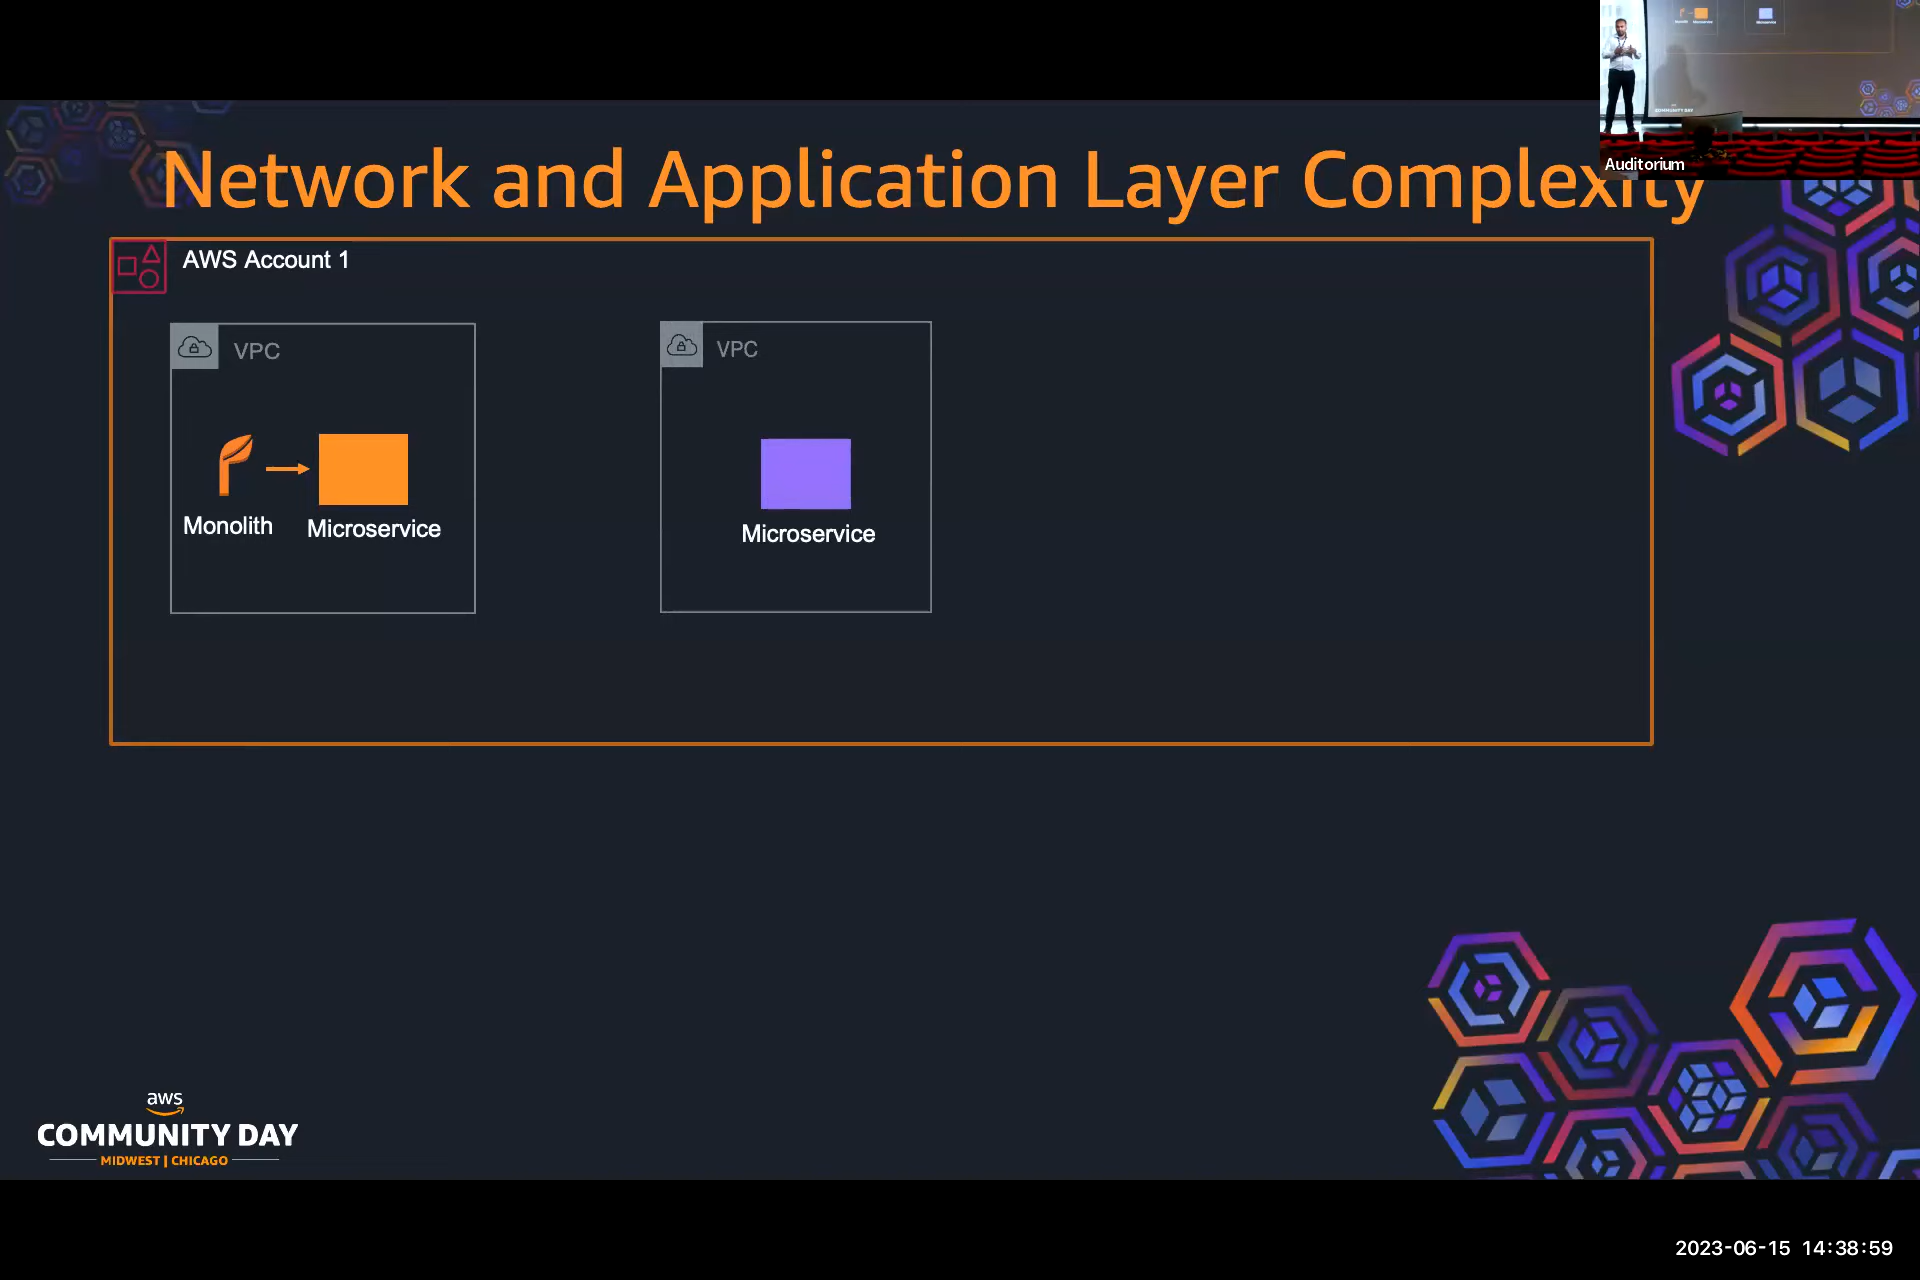 Network and Application Layer Complexity
Auditorium
AWS Account 1
VPC
VPC
Monolith
Microservice
Microservice
aws
COMMUNITY DAY
MIDWEST | CHICAGO
2023-06-15 14:38:59